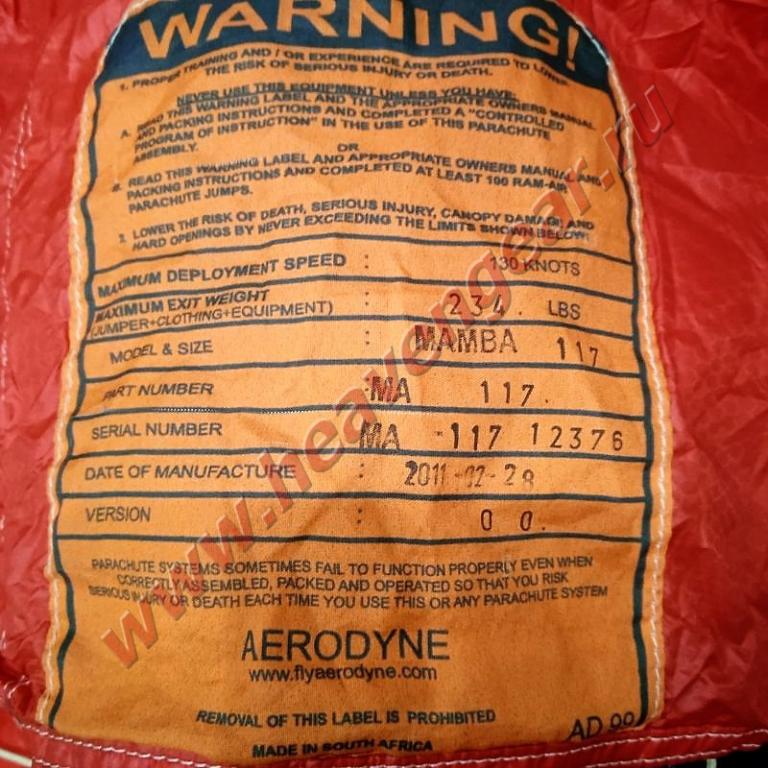 WARNING!
1. PROPER TRAINING AND / OR EXPERIENCE ARE REQUIRED TO LOWER
THE RISK OF SERIOUS INJURY OR DEATH.
NEVER USE THIS EQUIPMENT UNLESS YOU HAVE:
A. READ THIS WARNING LABEL AND THE APPROPRIATE OWNERS MANUAL
AND PACKING INSTRUCTIONS AND COMPLETED A "CONTROLLED
PROGRAM OF INSTRUCTION" IN THE USE OF THIS PARACHUTE
ASSEMBLY.
OR
B. READ THIS WARNING LABEL AND APPROPRIATE OWNERS MANUAL AND
PACKING INSTRUCTIONS AND COMPLETED AT LEAST 100 RAM-AIR
PARACHUTE JUMPS.
2. LOWER THE RISK OF DEATH, SERIOUS INJURY, CANOPY DAMAGE AND
HARD OPENINGS BY NEVER EXCEEDING THE LIMITS SHOWN BELOW:
MAXIMUM DEPLOYMENT SPEED : 130 KNOTS
MAXIMUM EXIT WEIGHT : 234. LBS
(JUMPER+CLOTHING+EQUIPMENT)
MODEL & SIZE : MAMBA 117
PART NUMBER :MA 117.
SERIAL NUMBER MA -117 12376
DATE OF MANUFACTURE : 2011-02-28
VERSION : 00.
PARACHUTE SYSTEMS SOMETIMES FAIL TO FUNCTION PROPERLY EVEN WHEN
CORRECTLY ASSEMBLED, PACKED AND OPERATED SO THAT YOU RISK
SERIOUS INJURY OR DEATH EACH TIME YOU USE THIS OR ANY PARACHUTE SYSTEM
AERODYNE
www.flyaerodyne.com
REMOVAL OF THIS LABEL IS PROHIBITED
AD 99
MADE IN SOUTH AFRICA
www.heavengear.ru